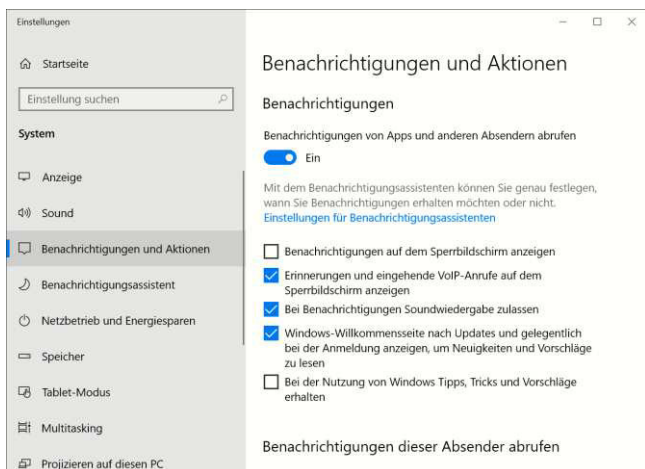 Einstellungen
Startseite
Einstellung suchen
System
Anzeige
Sound
Benachrichtigungen und Aktionen
Benachrichtigungsassistent
Netzbetrieb und Energiesparen
Speicher
Tablet-Modus
Multitasking
Projizieren auf diesen PC
Benachrichtigungen und Aktionen
Benachrichtigungen
Benachrichtigungen von Apps und anderen Absendern abrufen
Ein
Mit dem Benachrichtigungsassistenten können Sie genau festlegen,
wann Sie Benachrichtigungen erhalten möchten oder nicht.
Einstellungen für Benachrichtigungsassistenten
Benachrichtigungen auf dem Sperrbildschirm anzeigen
Erinnerungen und eingehende VoIP-Anrufe auf dem
Sperrbildschirm anzeigen
Bei Benachrichtigungen Soundwiedergabe zulassen
Windows-Willkommensseite nach Updates und gelegentlich
bei der Anmeldung anzeigen, um Neuigkeiten und Vorschläge
zu lesen
Bei der Nutzung von Windows Tipps, Tricks und Vorschläge
erhalten
Benachrichtigungen dieser Absender abrufen